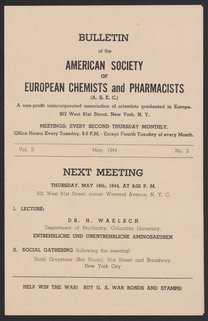 BULLETIN
of the
AMERICAN SOCIETY
OF
EUROPEAN CHEMISTS and PHARMACISTS
(A. S. E. C.)
A non-profit unincorporated association of scientists graduated in Europe.
302 West 91st Street, New York, N. Y.
MEETINGS: EVERY SECOND THURSDAY MONTHLY.
Office Hours: Every Tuesday, 3-5 P.M. - Except Fourth Tuesday of every Month.
Vol. II May, 1944 No. 5
NEXT MEETING
THURSDAY, MAY 18th, 1944, AT 8:30 P. M.
302 West 91st Street, corner Westend Avenue, N. Y. C.
I. LECTURE:
DR. H. WAELSCH
Department of Psychiatry, Columbia University,
ENTBEHRLICHE UND UNENTBEHRLICHE AMINOSAEUREN
II. SOCIAL GATHERING (following the meeting)
Hotel Greystone (Bar Room), 91st Street and Broadway,
New York City
HELP WIN THE WAR! BUY U. S. WAR BONDS AND STAMPS!